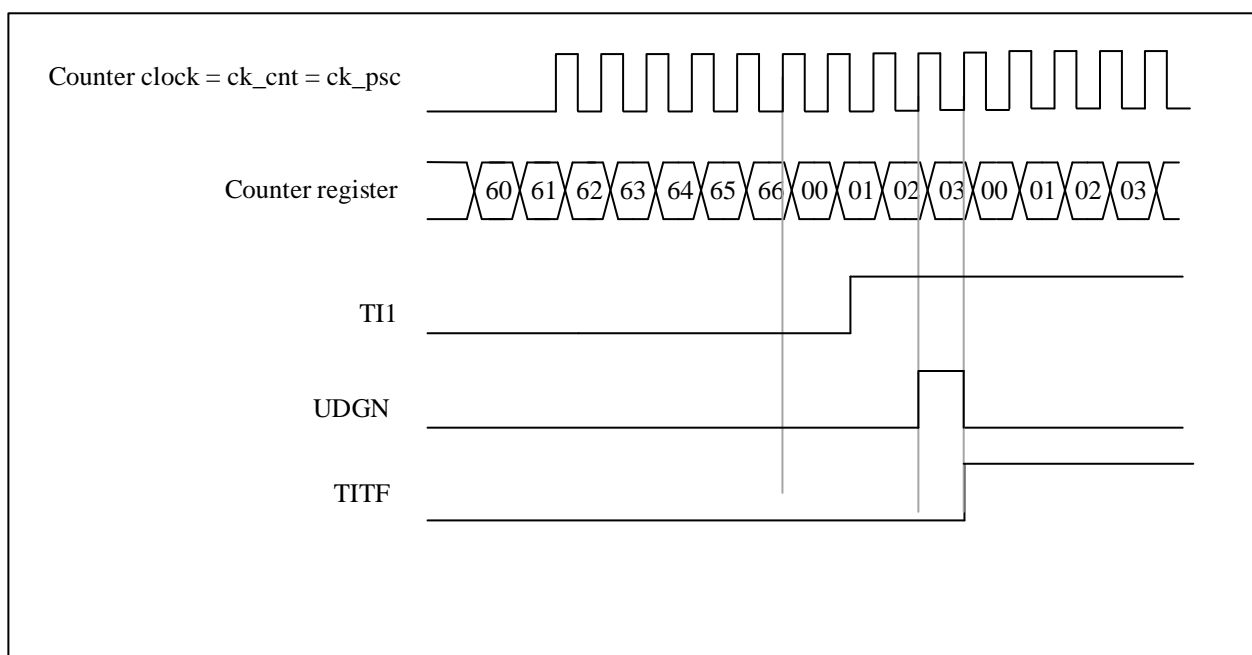 Counter clock = ck_cnt = ck_psc
Counter register 60 61 62 63 64 65 66 00 01 02 03 00 01 02 03
TI1
UDGN
TITF